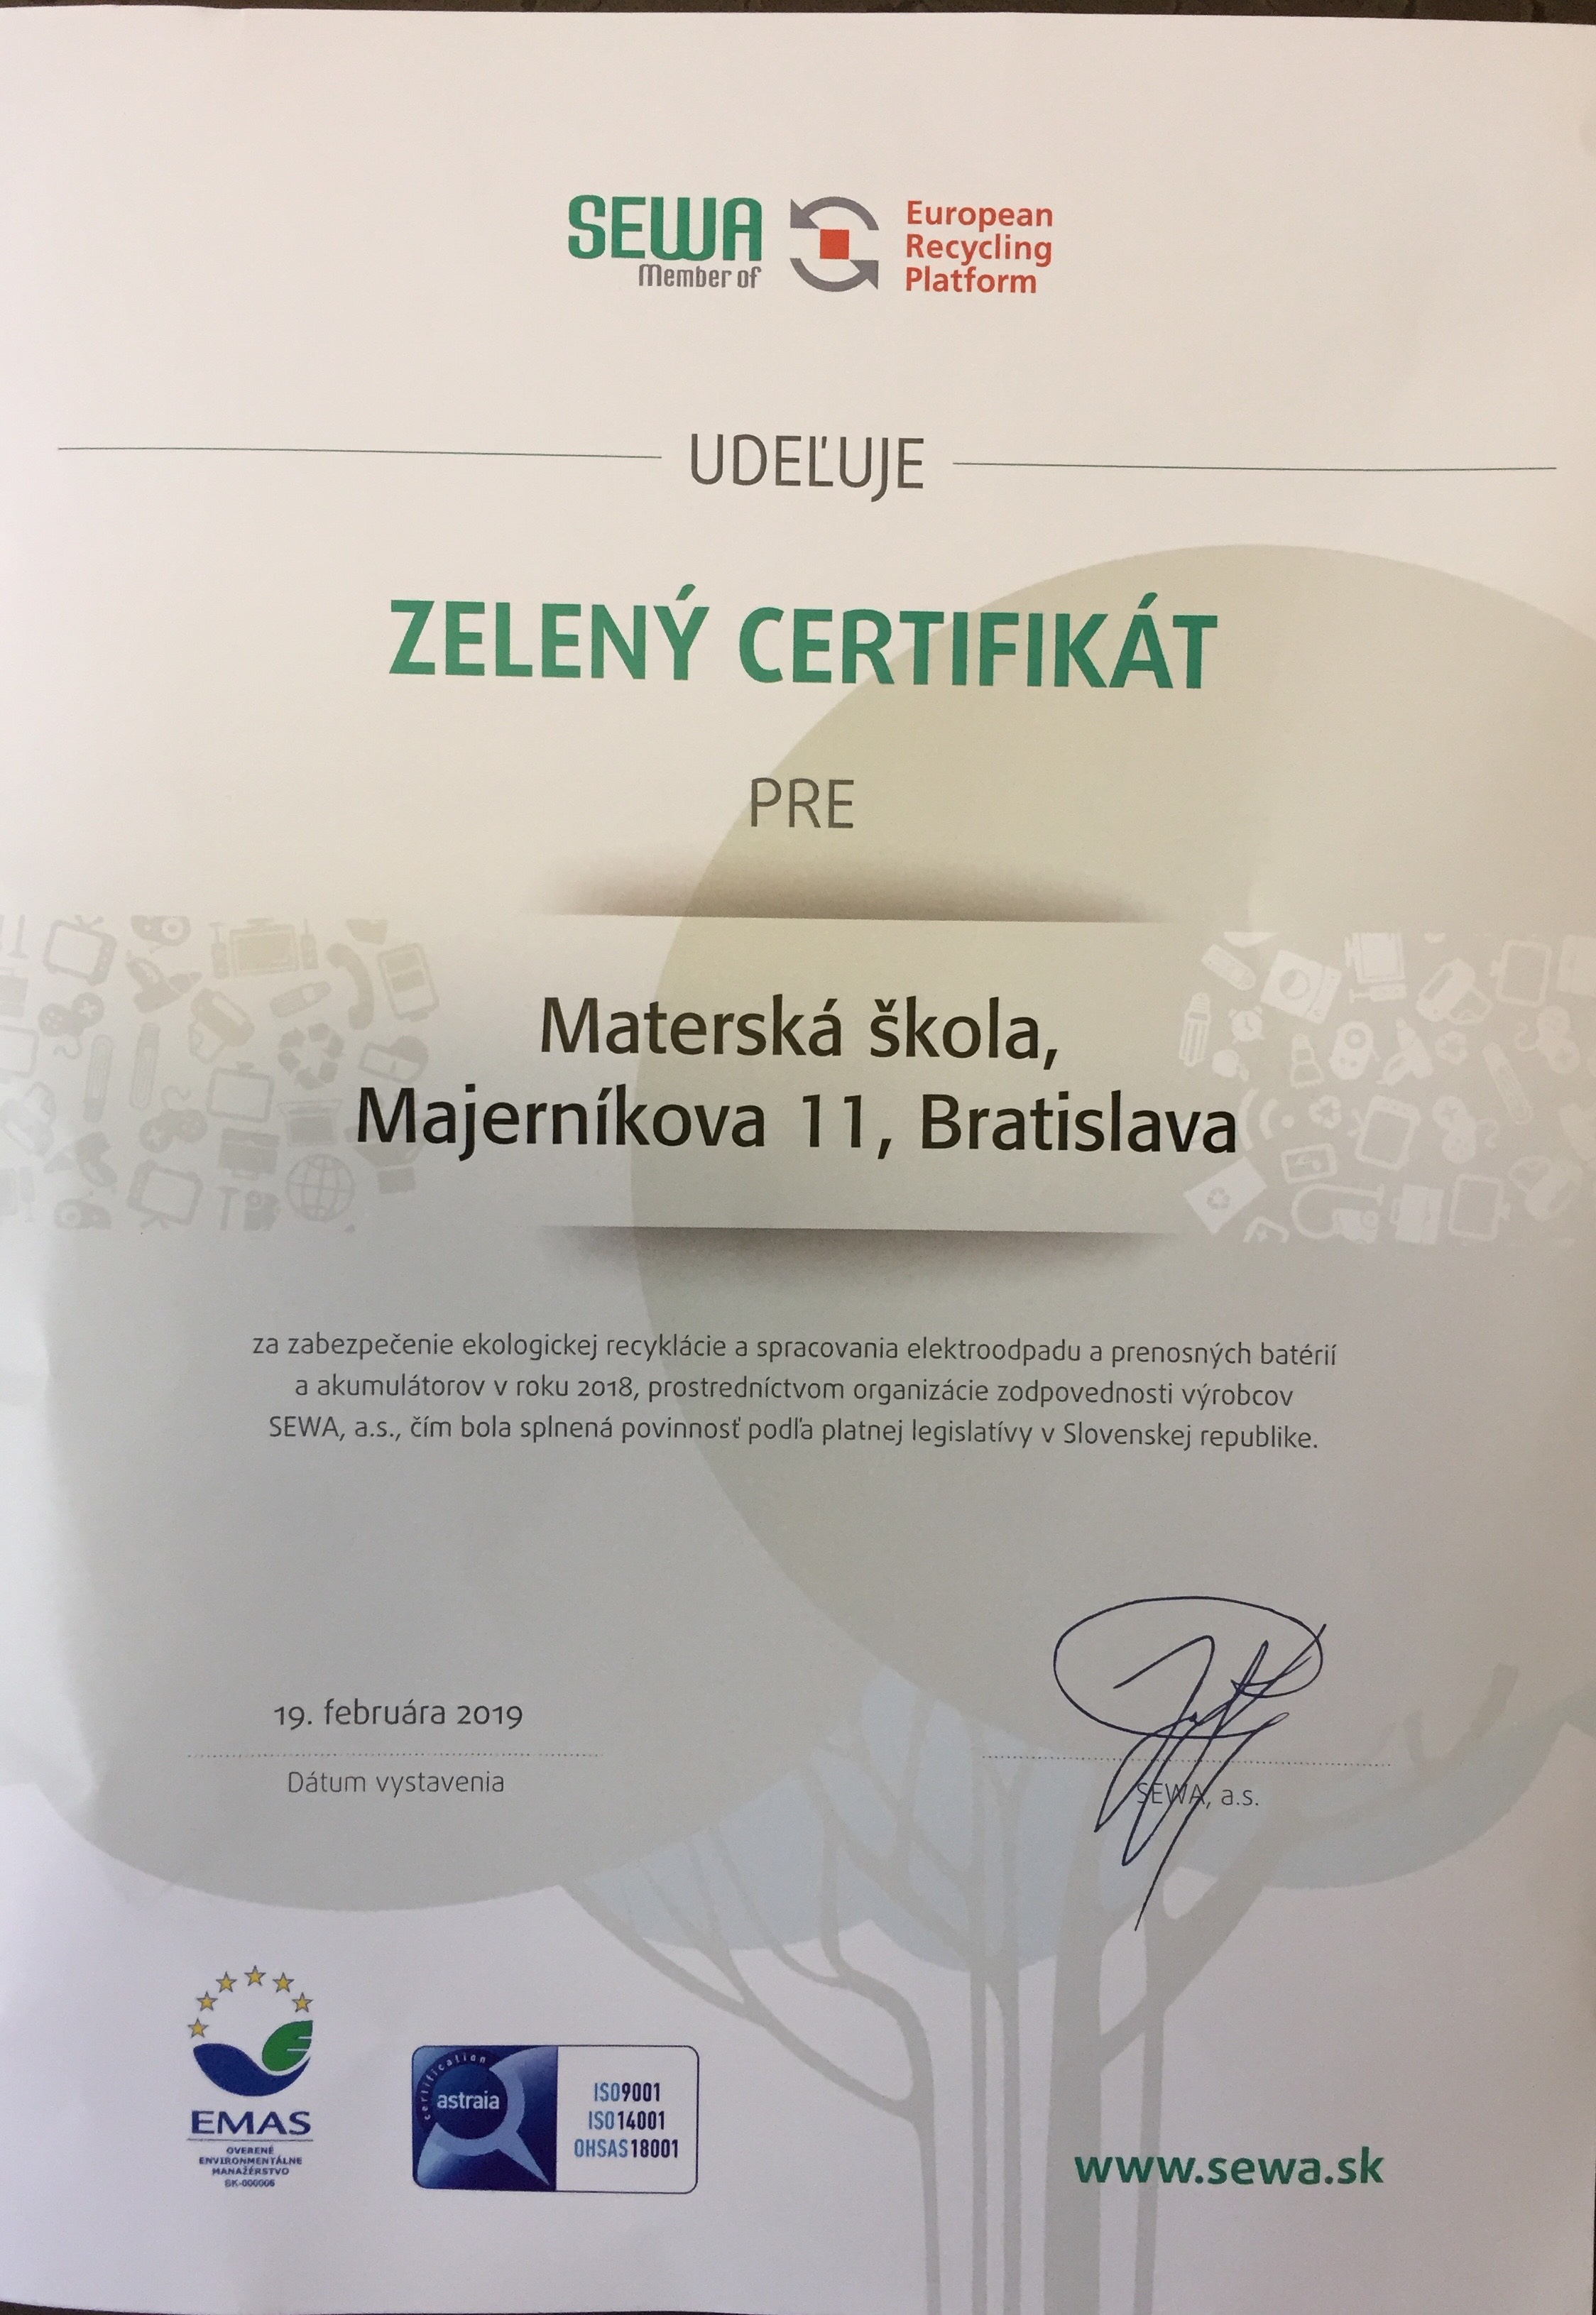 SEWA
Member of
European
Recycling
Platform
UDEĽUJE
ZELENÝ CERTIFIKÁT
PRE
Materská škola,
Majerníkova 11, Bratislava
za zabezpečenie ekologickej recyklácie a spracovania elektroodpadu a prenosných batérií
a akumulátorov v roku 2018, prostredníctvom organizácie zodpovednosti výrobcov
SEWA, a.s., čím bola splnená povinnosť podľa platnej legislatívy v Slovenskej republike.
19. februára 2019
Dátum vystavenia
SEWA, a.s.
EMAS
OVERENÉ
ENVIRONMENTÁLNE
MANAŽÉRSTVO
SK-000006
certification
astraia
ISO9001
ISO14001
OHSAS18001
www.sewa.sk